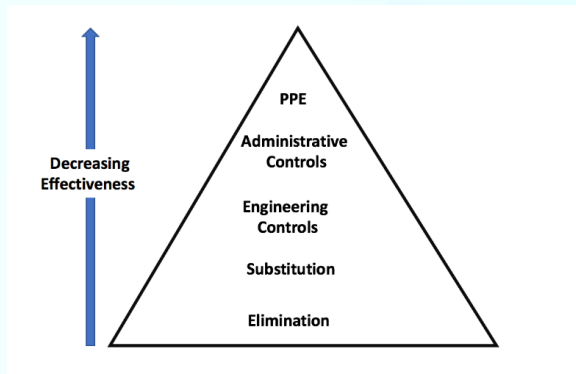 PPE
Administrative
Controls
Decreasing
Effectiveness
Engineering
Controls
Substitution
Elimination